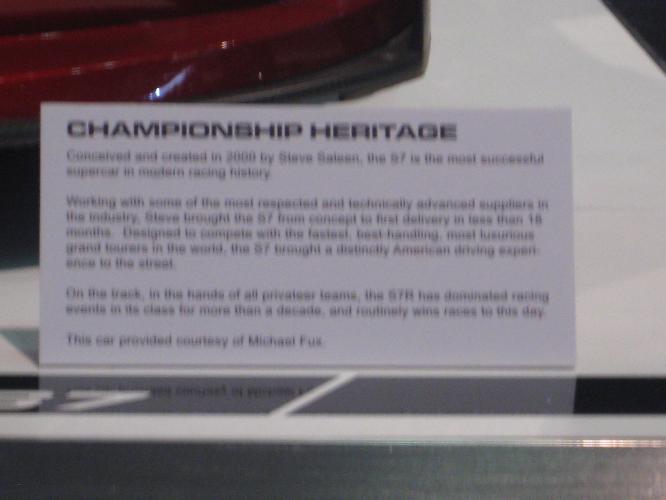 CHAMPIONSHIP HERITAGE
Conceived and created in 2000 by Steve Saleen, the S7 is the most successful
supercar in modern racing history.
Working with some of the most respected and technically advanced suppliers in
the industry, Steve brought the S7 from concept to first delivery in less than 18
months. Designed to compete with the fastest, best-handling, most luxurious
grand tourers in the world, the S7 brought a distinctly American driving experi-
ence to the street.
On the track, in the hands of all privateer teams, the S7R has dominated racing
events in its class for more than a decade, and routinely wins races to this day.
This car provided courtesy of Michael Fux.
S7